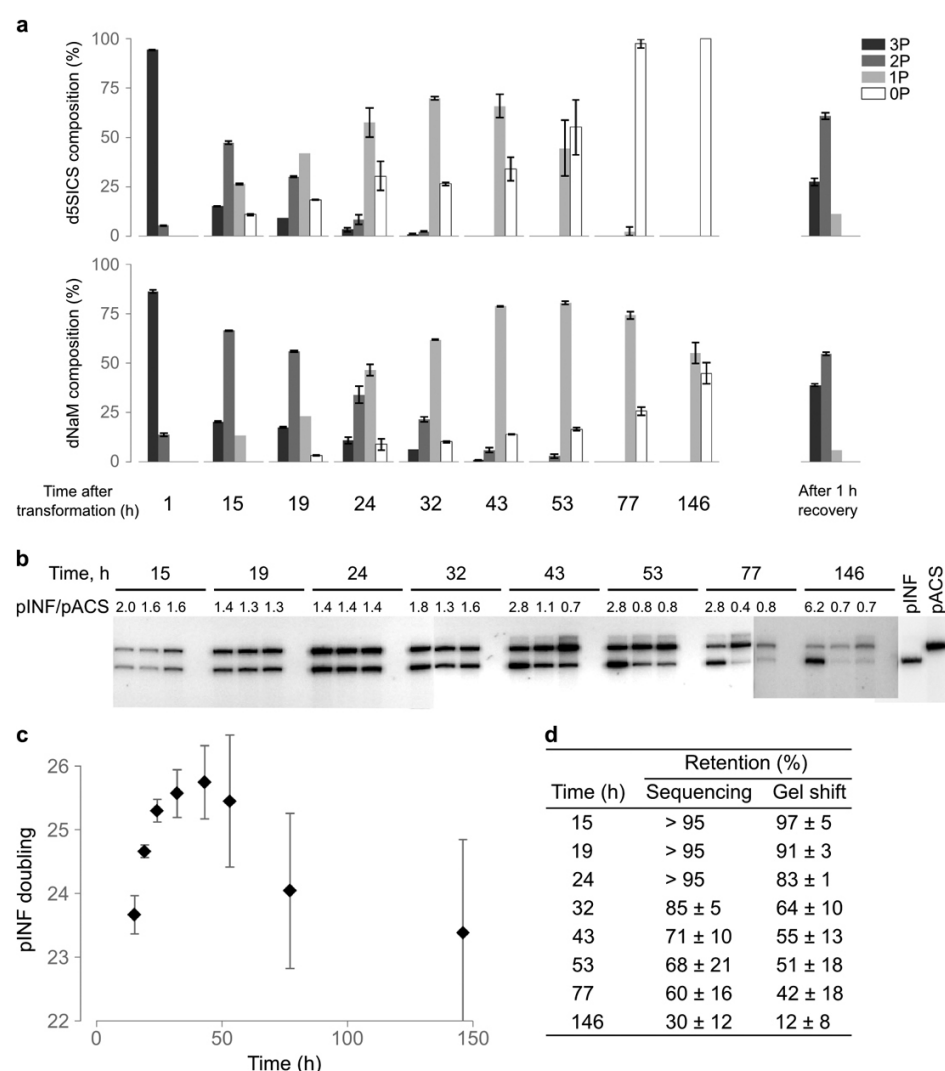 a
100
75
50
25
0
d5SICS composition (%)
3P
2P
1P
0P
100
75
50
25
0
dNaM composition (%)
Time after transformation (h)
1 15 19 24 32 43 53 77 146
After 1 h recovery
b
Time, h 15 19 24 32 43 53 77 146
pINF/pACS 2.0 1.6 1.6 1.4 1.3 1.3 1.4 1.4 1.4 1.8 1.3 1.6 2.8 1.1 0.7 2.8 0.8 0.8 2.8 0.4 0.8 6.2 0.7 0.7
pINF
pACS
c
26
25
24
23
22
pINF doubling
0 50 100 150
Time (h)
d
Retention (%)
Time (h) Sequencing Gel shift
15 > 95 97 ± 5
19 > 95 91 ± 3
24 > 95 83 ± 1
32 85 ± 5 64 ± 10
43 71 ± 10 55 ± 13
53 68 ± 21 51 ± 18
77 60 ± 16 42 ± 18
146 30 ± 12 12 ± 8